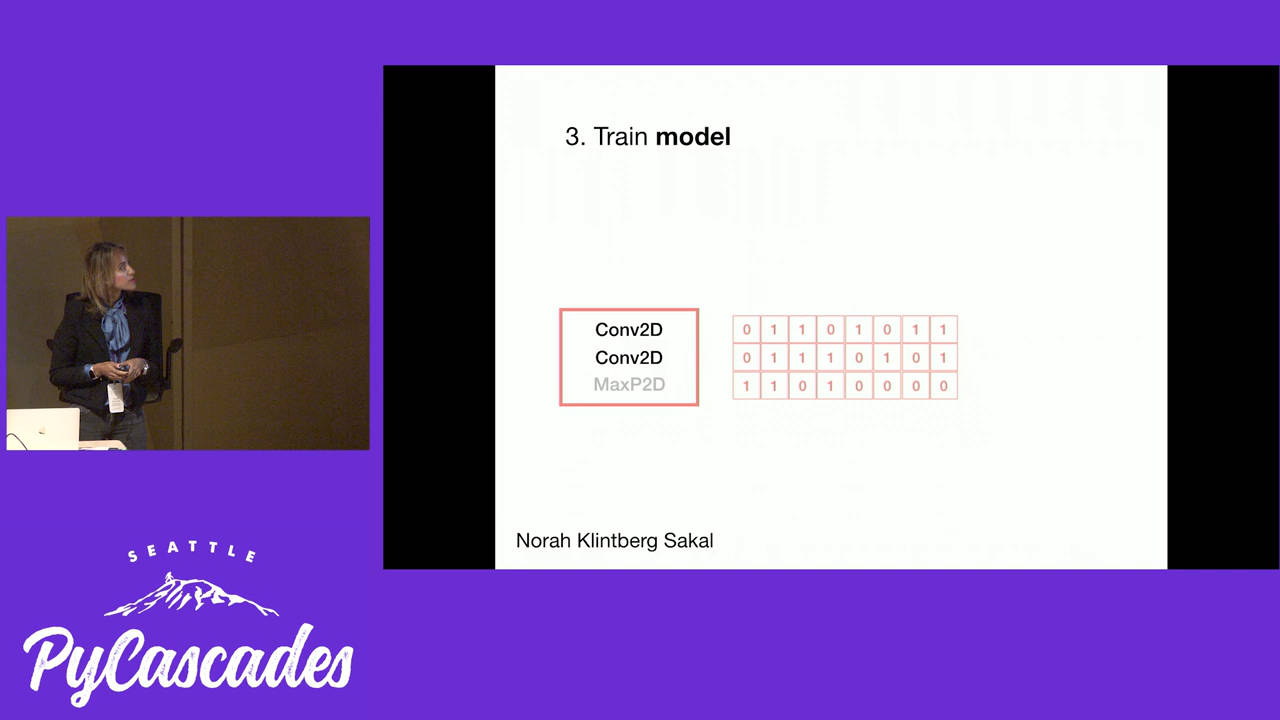 3. Train model
Conv2D
Conv2D
MaxP2D
0 1 1 0 1 0 1 1
0 1 1 1 0 1 0 1
1 1 0 1 0 0 0 0
Norah Klintberg Sakal
SEATTLE
PyCascades